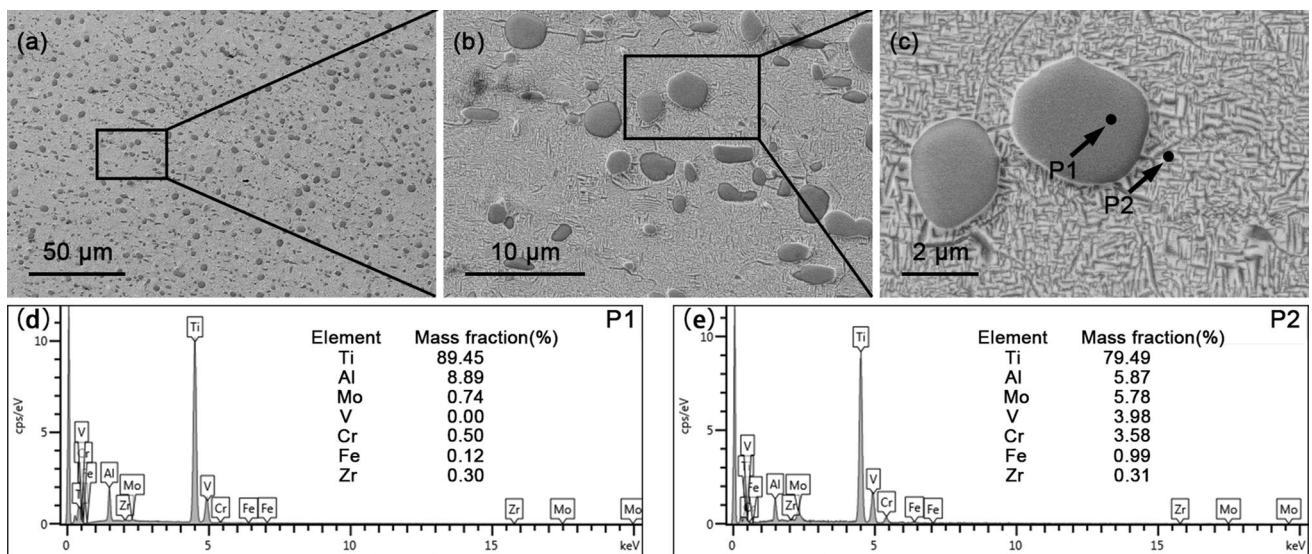 (a)
50 μm
(b)
10 μm
(c)
P1
P2
2 μm
(d)
P1
cps/eV
10
5
0
Ti
V
Cr
Fe
T
Al
Zr
Mo
V
Cr
Fe
Fe
Zr
Mo
Mo
Element Mass fraction(%)
Ti 89.45
Al 8.89
Mo 0.74
V 0.00
Cr 0.50
Fe 0.12
Zr 0.30
0 5 10 15 keV
(e)
P2
cps/eV
10
5
0
Ti
V
T
Fe
Al
Zr
Mo
V
Cr
Fe
Fe
Zr
Mo
Mo
Element Mass fraction(%)
Ti 79.49
Al 5.87
Mo 5.78
V 3.98
Cr 3.58
Fe 0.99
Zr 0.31
0 5 10 15 keV